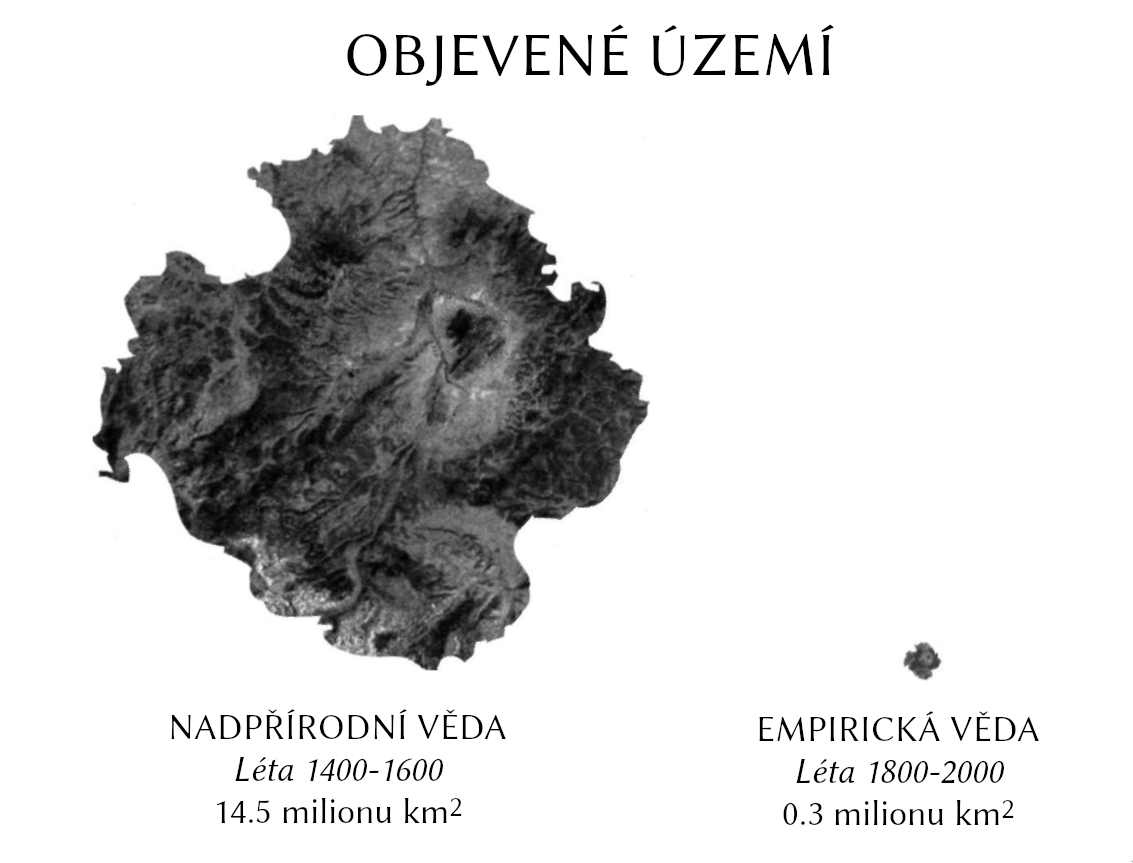 OBJEVENÉ ÚZEMÍ
NADPŘÍRODNÍ VĚDA
Léta 1400-1600
14.5 milionu km²
EMPIRICKÁ VĚDA
Léta 1800-2000
0.3 milionu km²